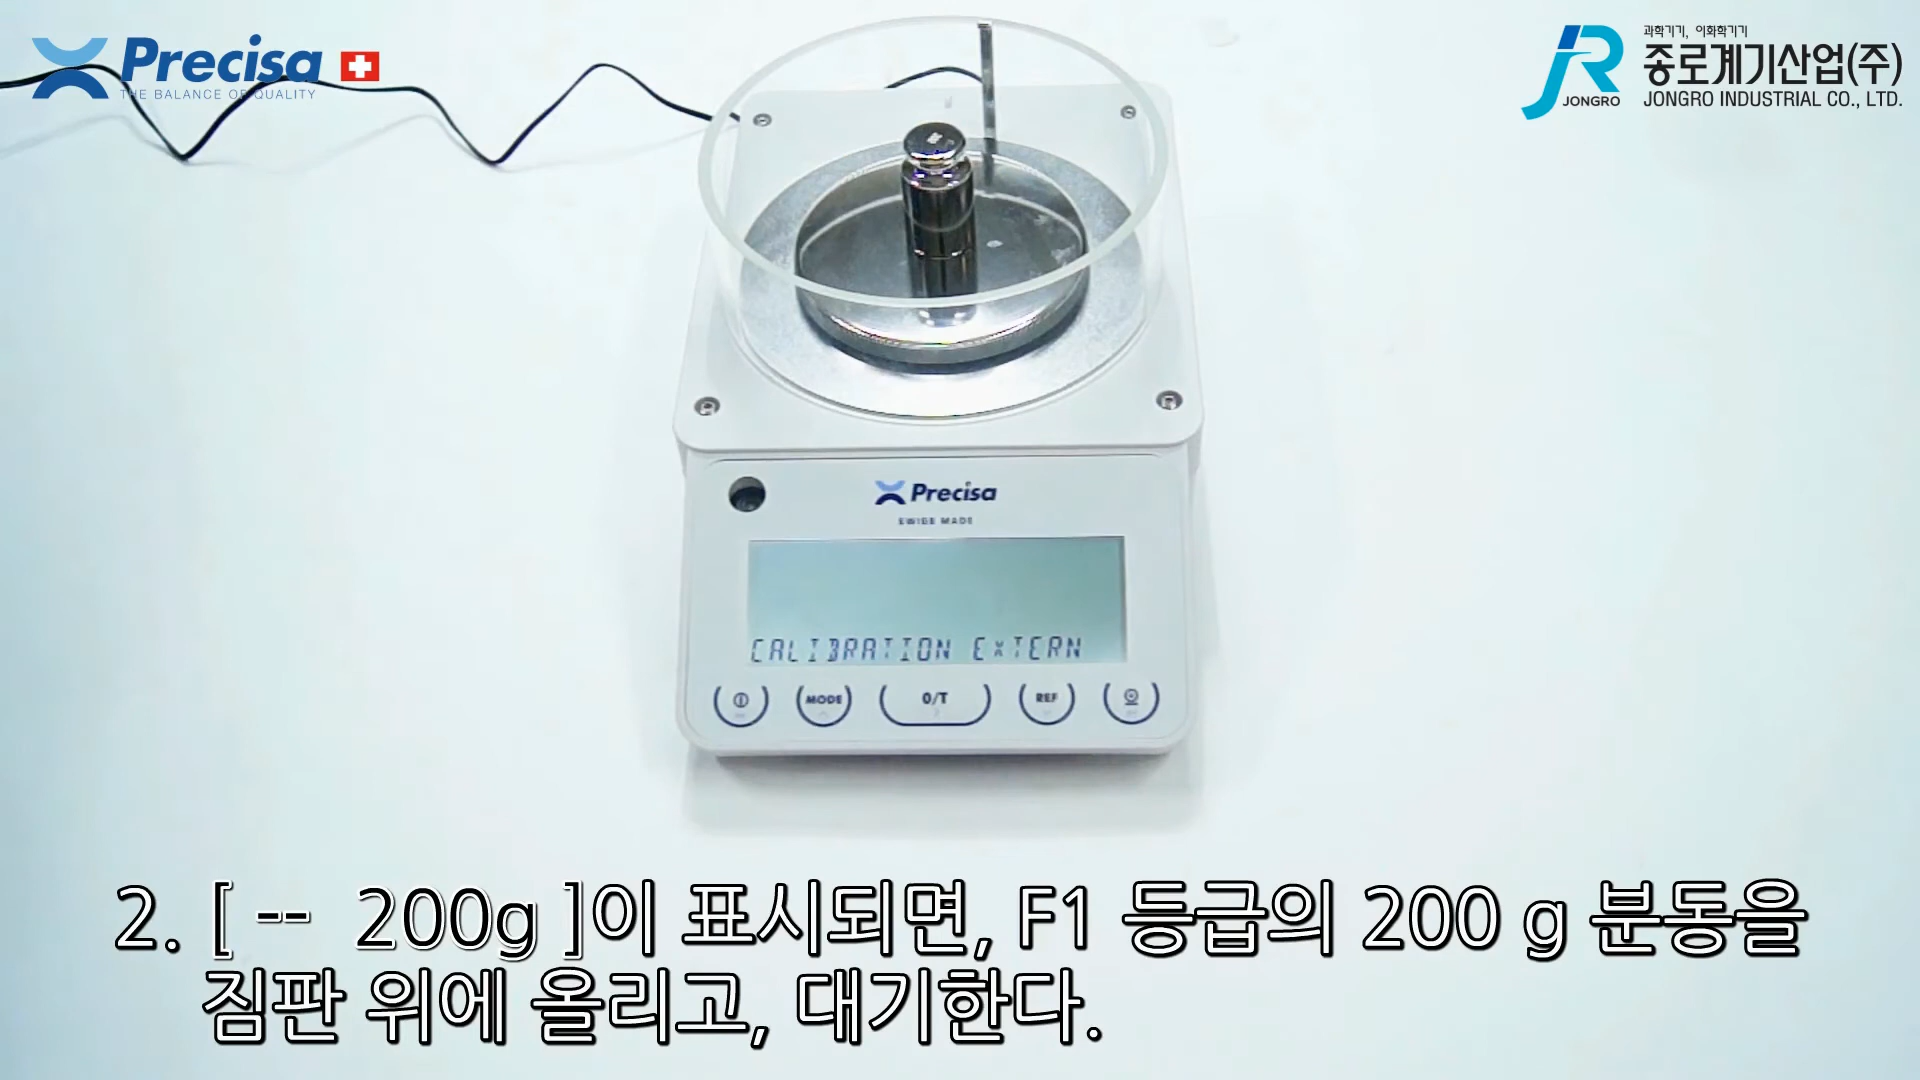 Precisa
THE BALANCE OF QUALITY
과학기기, 이화학기기
종로계기산업(주)
JR
JONGRO
JONGRO INDUSTRIAL CO., LTD.
Precisa
SWISS MADE
CALIBRATION EXTERN
MODE
0/T
REF
2. [ -- 200g ]이 표시되면, F1 등급의 200 g 분동을
짐판 위에 올리고, 대기한다.